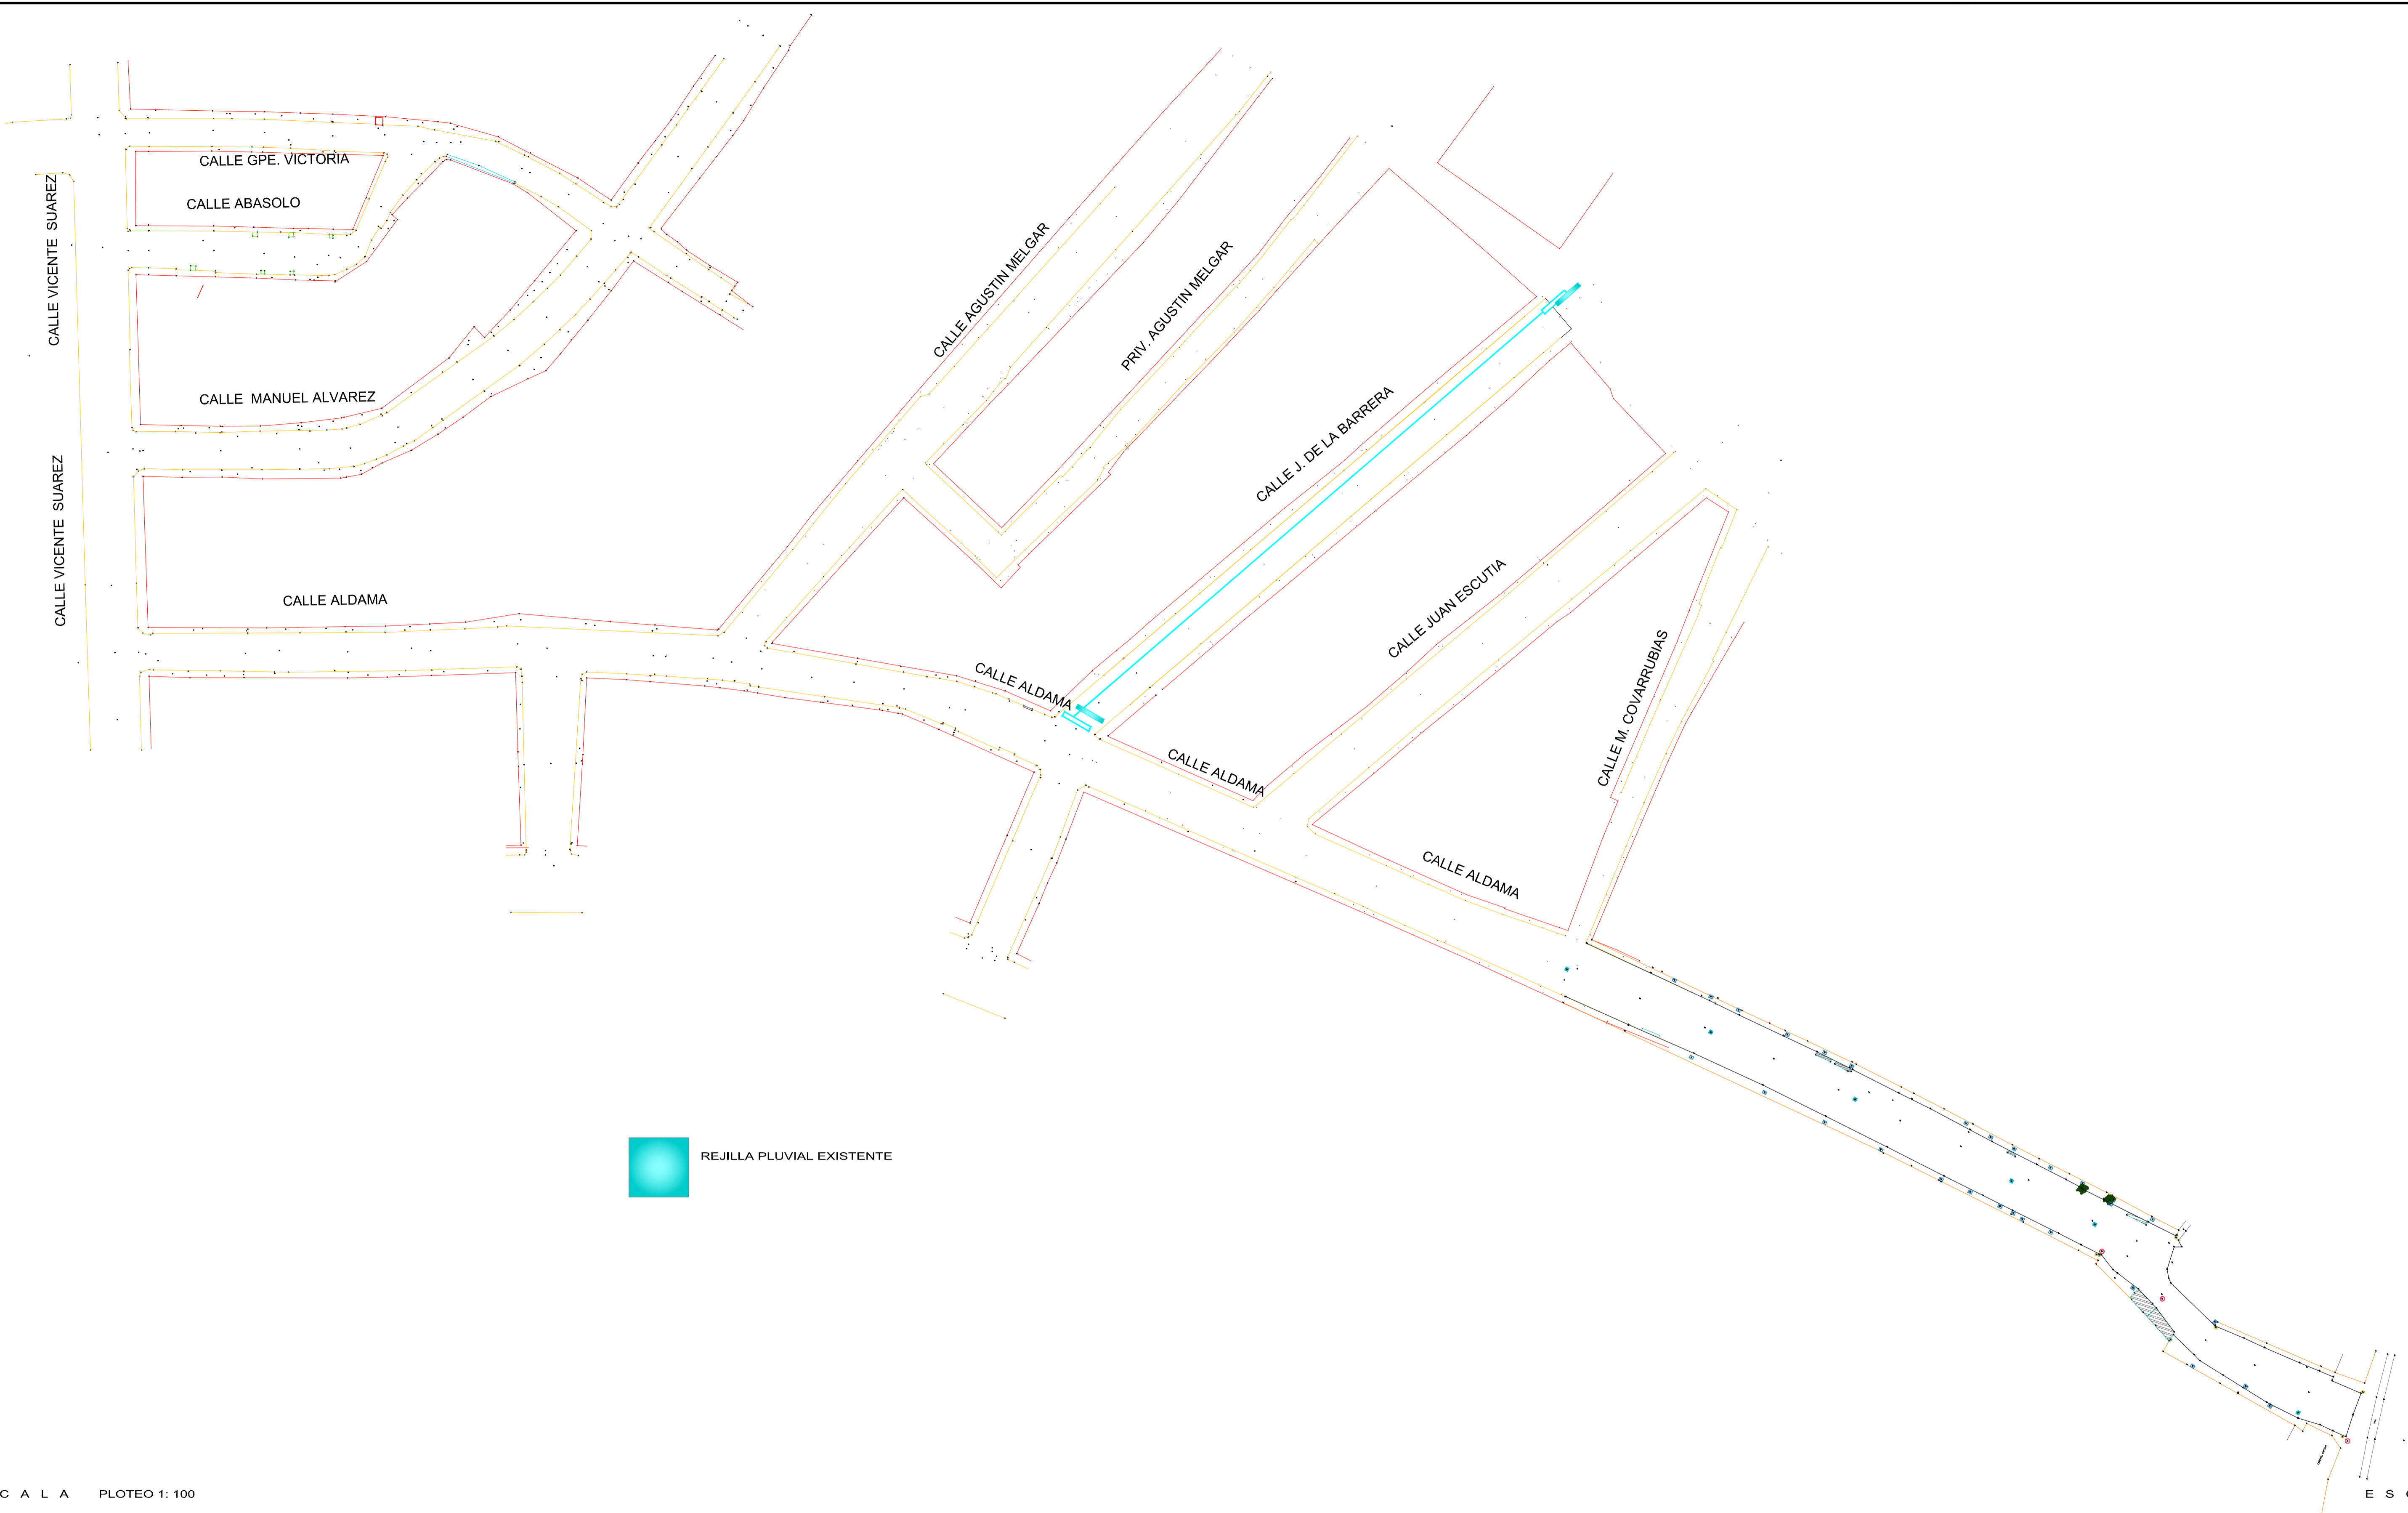 CALLE GPE. VICTORIA
CALLE ABASOLO
CALLE VICENTE SUAREZ
CALLE MANUEL ALVAREZ
CALLE VICENTE SUAREZ
CALLE ALDAMA
CALLE AGUSTIN MELGAR
PRIV. AGUSTIN MELGAR
CALLE J. DE LA BARRERA
CALLE JUAN ESCUTIA
CALLE M. COVARRUBIAS
CALLE ALDAMA
CALLE ALDAMA
CALLE ALDAMA
REJILLA PLUVIAL EXISTENTE
C A L A PLOTEO 1: 100
E S